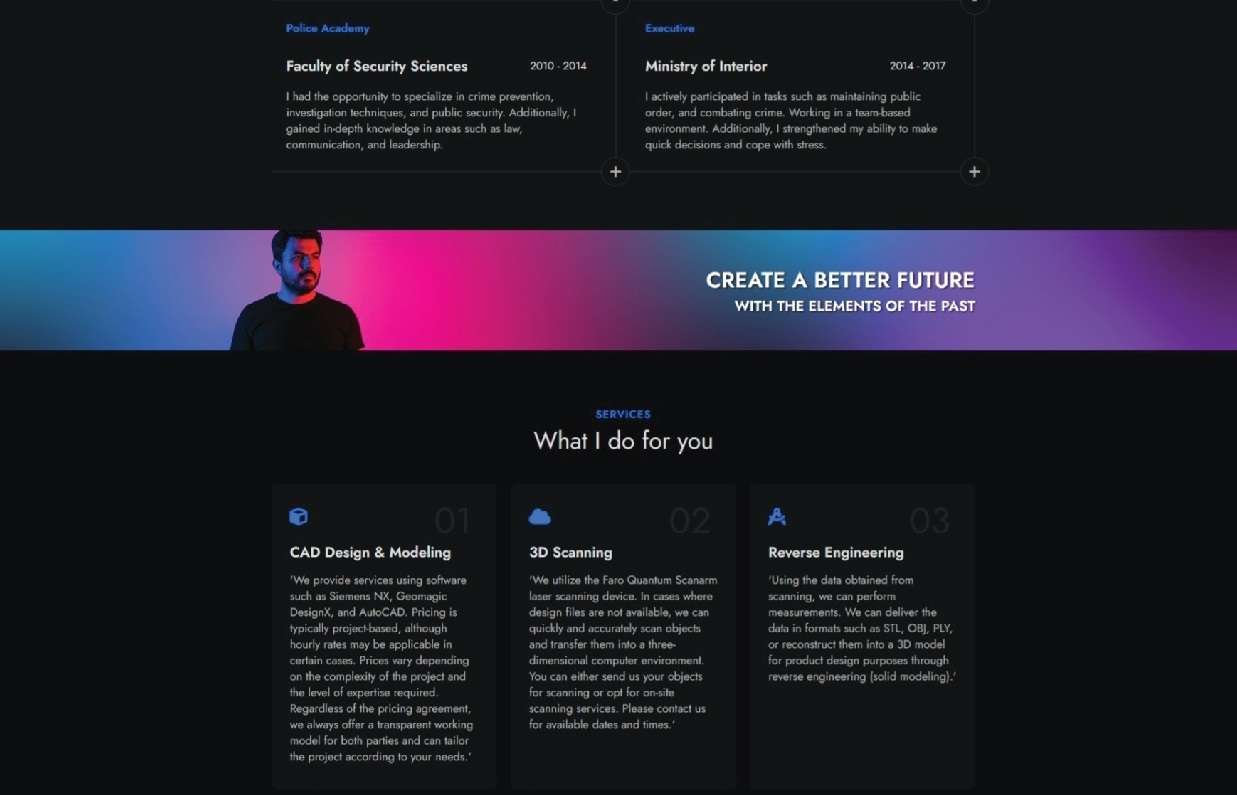 Police Academy
Faculty of Security Sciences
2010 - 2014
I had the opportunity to specialize in crime prevention,
investigation techniques, and public security. Additionally, I
gained in-depth knowledge in areas such as law,
communication, and leadership.
Executive
Ministry of Interior
2014 - 2017
I actively participated in tasks such as maintaining public
order, and combating crime. Working in a team-based
environment. Additionally, I strengthened my ability to make
quick decisions and cope with stress.
CREATE A BETTER FUTURE
WITH THE ELEMENTS OF THE PAST
SERVICES
What I do for you
01
CAD Design & Modeling
'We provide services using software
such as Siemens NX, Geomagic
DesignX, and AutoCAD. Pricing is
typically project-based, although
hourly rates may be applicable in
certain cases. Prices vary depending
on the complexity of the project and
the level of expertise required.
Regardless of the pricing agreement,
we always offer a transparent working
model for both parties and can tailor
the project according to your needs.'
02
3D Scanning
'We utilize the Faro Quantum Scanarm
laser scanning device. In cases where
design files are not available, we can
quickly and accurately scan objects
and transfer them into a three-
dimensional computer environment.
You can either send us your objects
for scanning or opt for on-site
scanning services. Please contact us
for available dates and times.'
03
Reverse Engineering
'Using the data obtained from
scanning, we can perform
measurements. We can deliver the
data in formats such as STL, OBJ, PLY,
or reconstruct them into a 3D model
for product design purposes through
reverse engineering (solid modeling).'